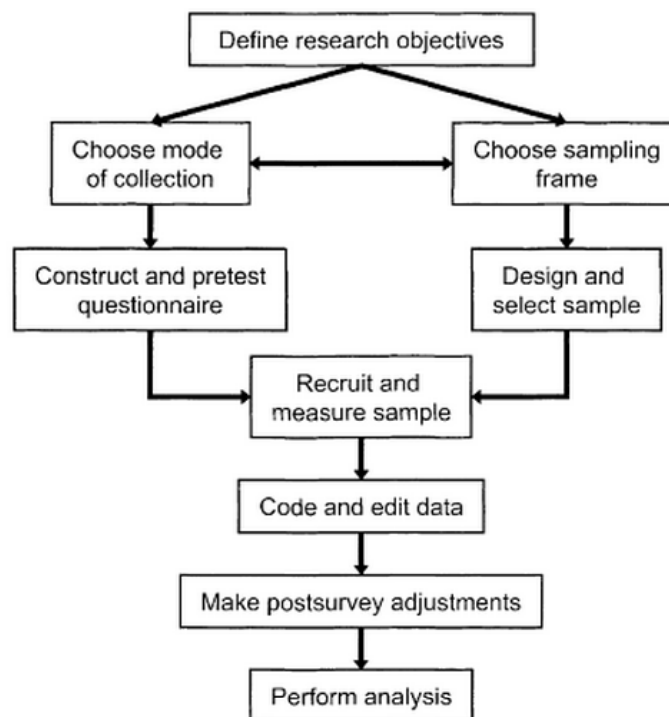 Define research objectives
Choose mode
of collection
Choose sampling
frame
Construct and pretest
questionnaire
Design and
select sample
Recruit and
measure sample
Code and edit data
Make postsurvey adjustments
Perform analysis